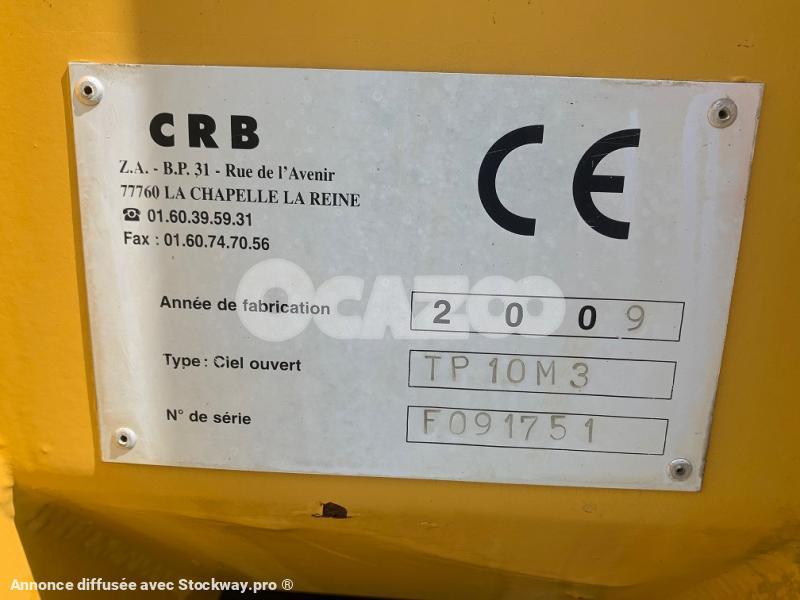 CRB
Z.A. - B.P. 31 - Rue de l'Avenir
77760 LA CHAPELLE LA REINE
☎ 01.60.39.59.31
Fax : 01.60.74.70.56
CE
OCAZOO
Année de fabrication 2009
Type : Ciel ouvert TP10M3
N° de série F091751
Annonce diffusée avec Stockway.pro ®